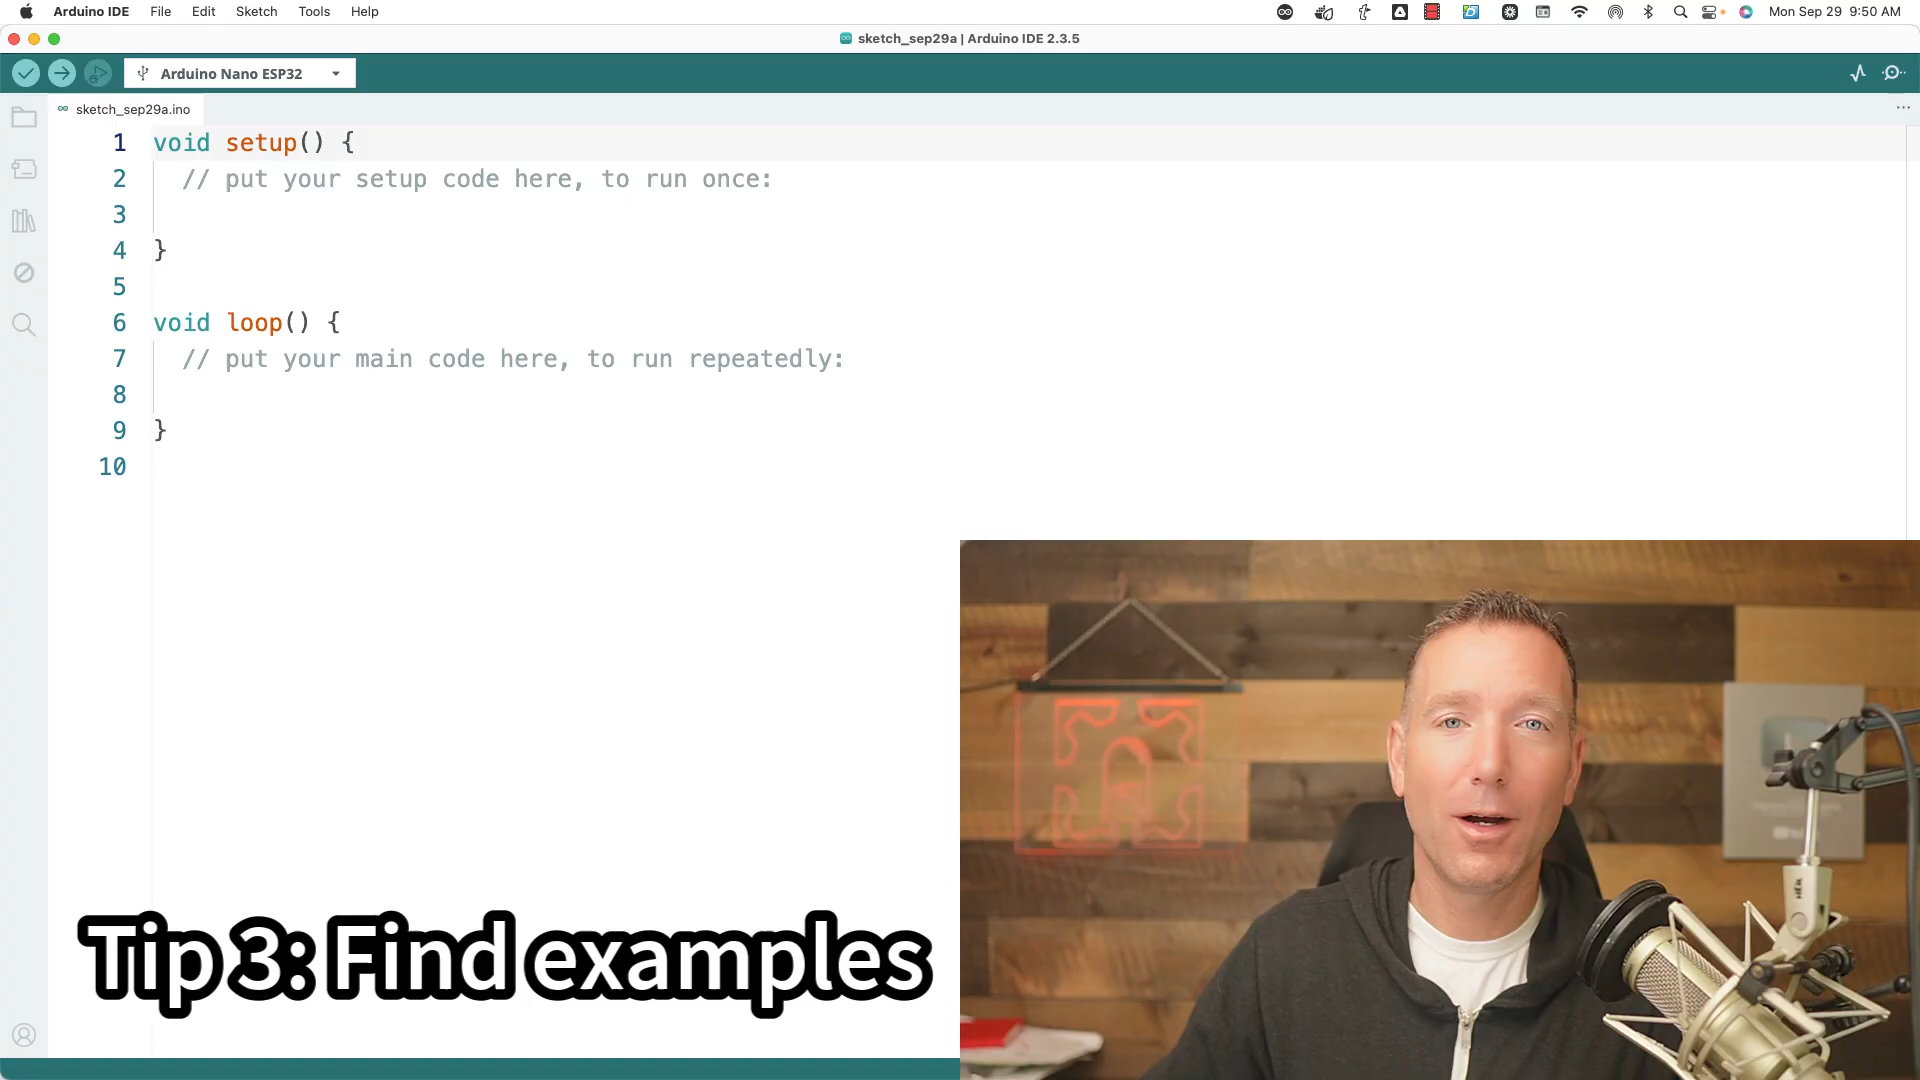 Arduino IDE File Edit Sketch Tools Help Mon Sep 29 9:50 AM
sketch_sep29a | Arduino IDE 2.3.5
Arduino Nano ESP32
sketch_sep29a.ino
1 void setup() {
2 // put your setup code here, to run once:
3
4 }
5
6 void loop() {
7 // put your main code here, to run repeatedly:
8
9 }
10
Tip 3: Find examples